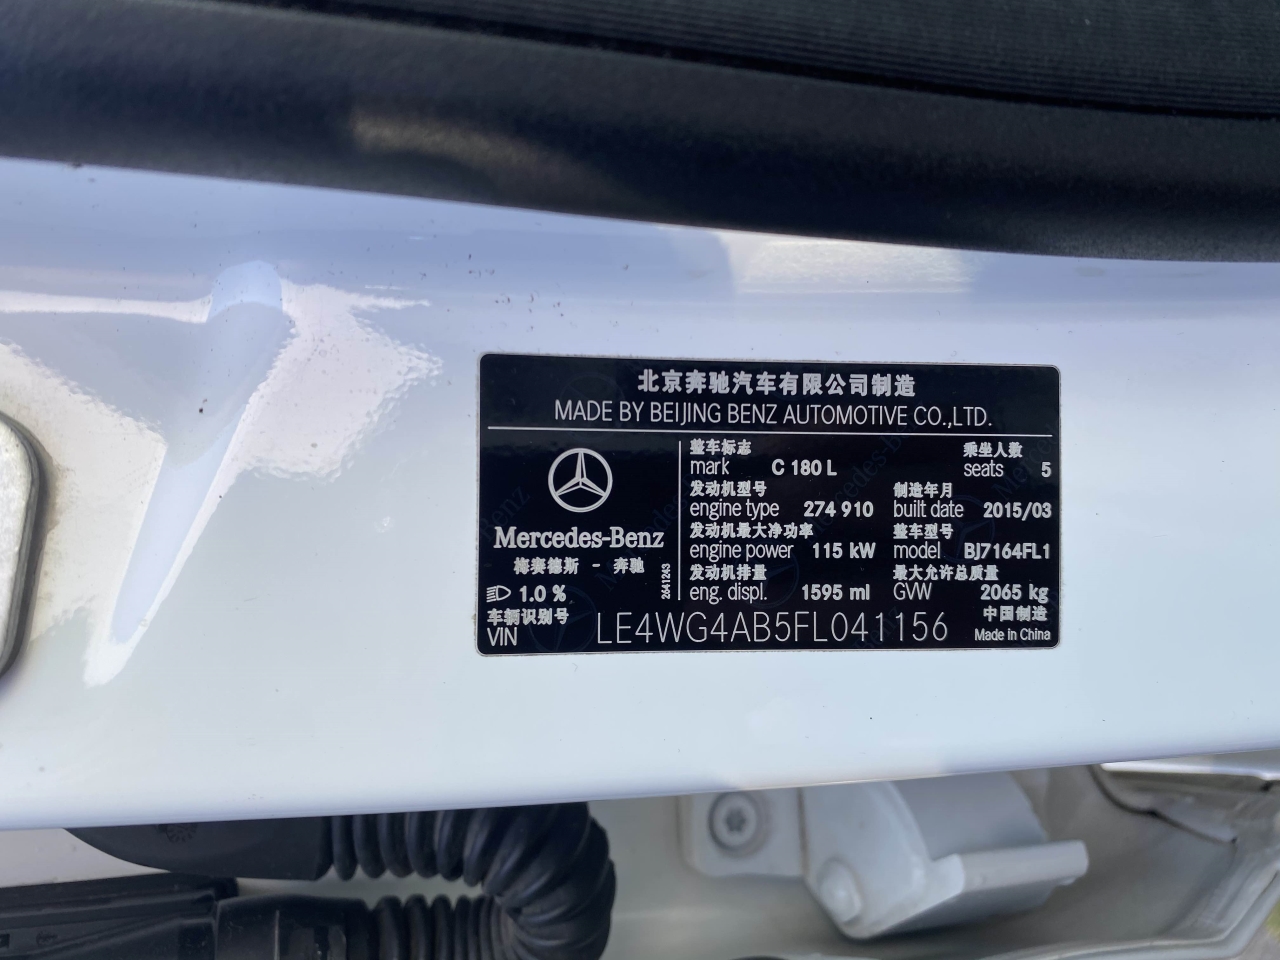 北京奔驰汽车有限公司制造
MADE BY BEIJING BENZ AUTOMOTIVE CO.,LTD.
Mercedes-Benz
梅赛德斯 - 奔驰
1.0 %
2641243
整车标志
mark C 180 L
乘坐人数
seats 5
发动机型号
engine type 274 910
制造年月
built date 2015/03
发动机最大净功率
engine power 115 kW
整车型号
model BJ7164FL1
发动机排量
eng. displ. 1595 ml
最大允许总质量
GVW 2065 kg
车辆识别号
VIN LE4WG4AB5FL041156
中国制造
Made in China